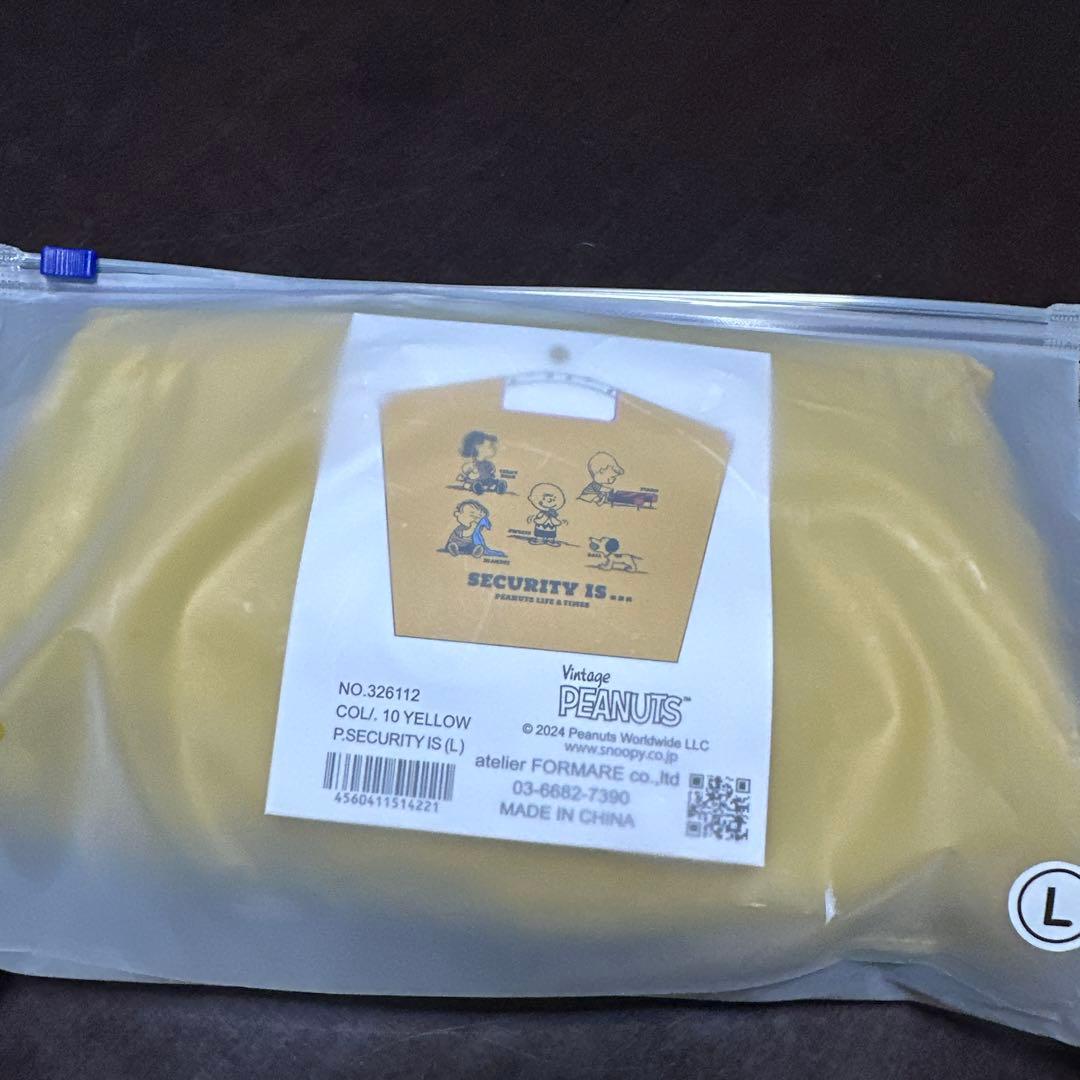 SECURITY IS...
PEANUTS LIFE & TIMES
NO.326112
COL/. 10 YELLOW
P.SECURITY IS (L)
4560411514221
Vintage
PEANUTS™
© 2024 Peanuts Worldwide LLC
www.snoopy.co.jp
atelier FORMARE co.,ltd
03-6682-7390
MADE IN CHINA
L